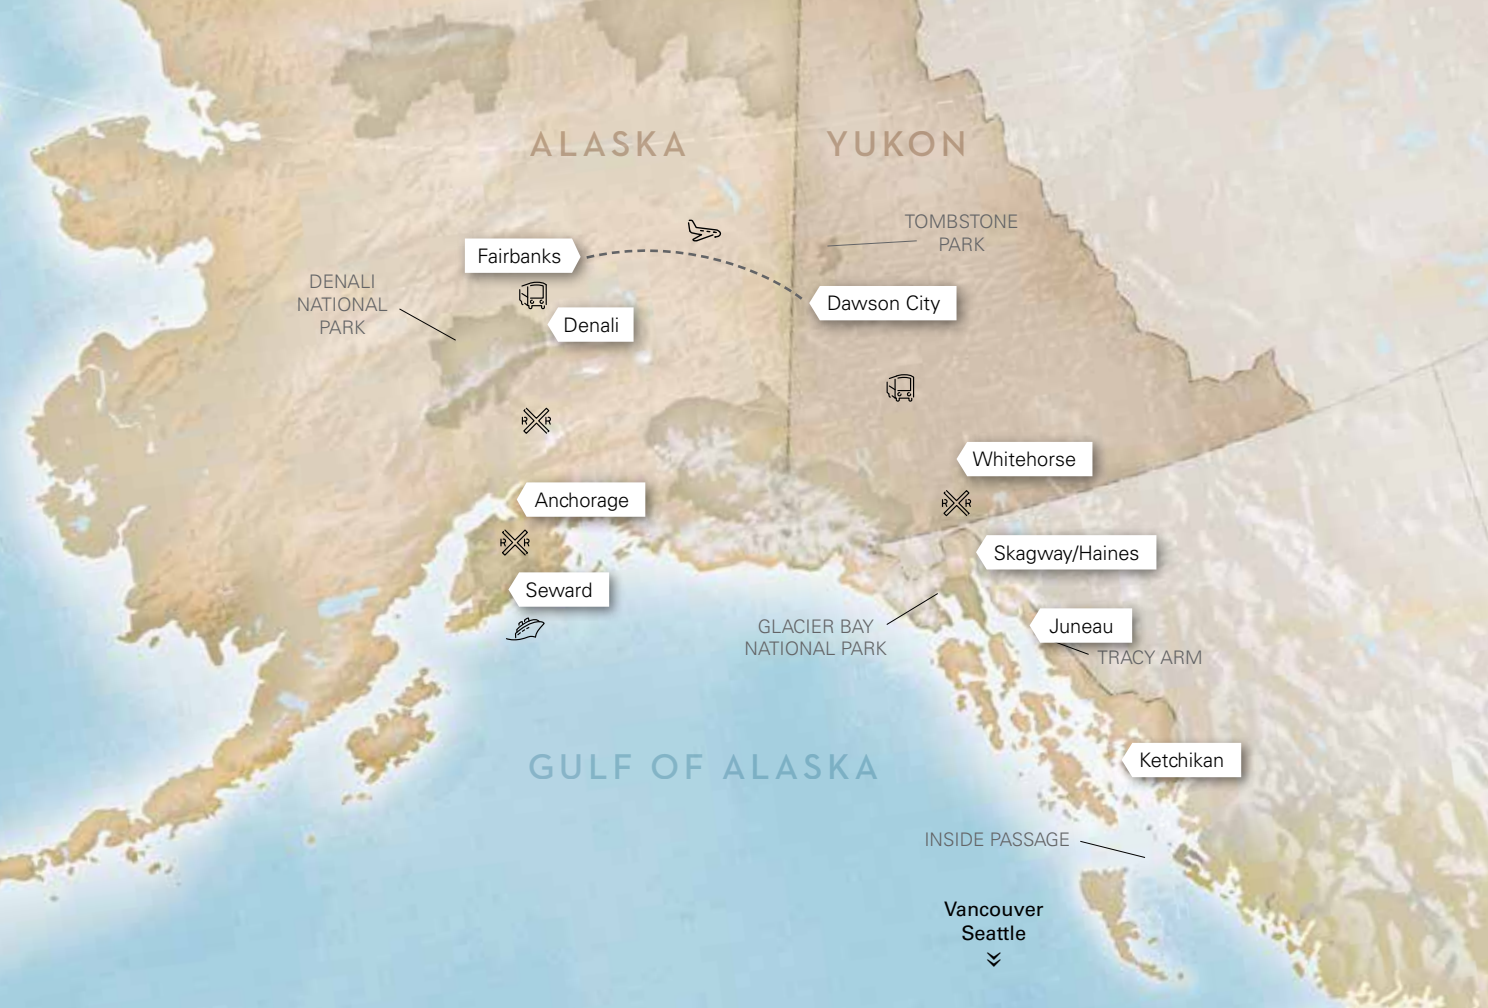 ALASKA
YUKON
TOMBSTONE
PARK
Fairbanks
DENALI
NATIONAL
PARK
Dawson City
Denali
R R
Whitehorse
Anchorage
R R
R R
Skagway/Haines
Seward
GLACIER BAY
NATIONAL PARK
Juneau
TRACY ARM
GULF OF ALASKA
Ketchikan
INSIDE PASSAGE
Vancouver
Seattle